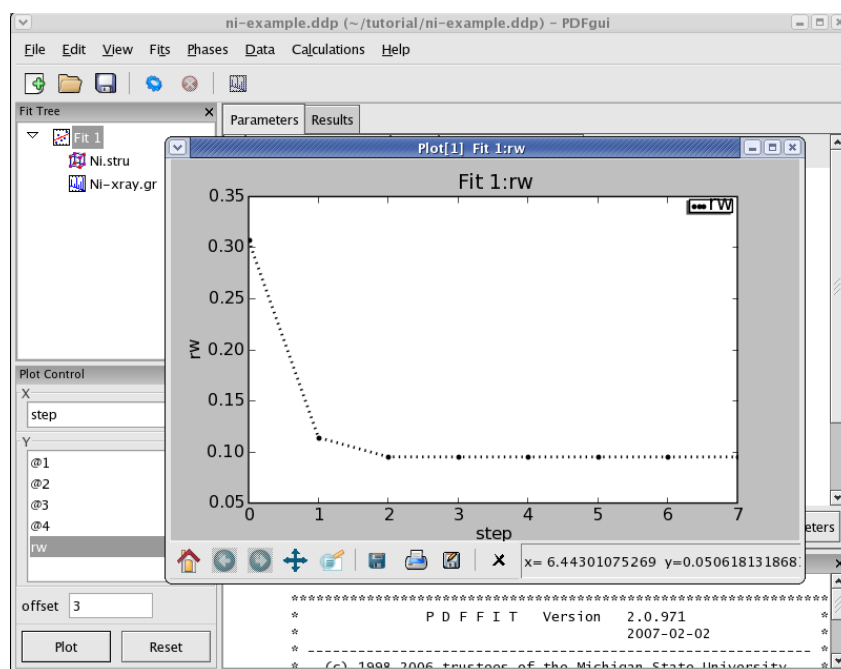 ni-example.ddp (~/tutorial/ni-example.ddp) - PDFgui
File Edit View Fits Phases Data Calculations Help
Fit Tree
Fit 1
Ni.stru
Ni-xray.gr
Parameters Results
Plot[1] Fit 1:rw
Fit 1:rw
rw
0.35
0.30
0.25
0.20
0.15
0.10
0.05
rw
0 1 2 3 4 5 6 7
step
x= 6.44301075269 y=0.050618131868
Plot Control
X
step
Y
@1
@2
@3
@4
rw
offset 3
Plot Reset
eters
********************************************************************
* P D F F I T Version 2.0.971 *
* 2007-02-02 *
* ---------------------------------------------------------------- *
* (c) 1998-2006 trustees of the Michigan State University *